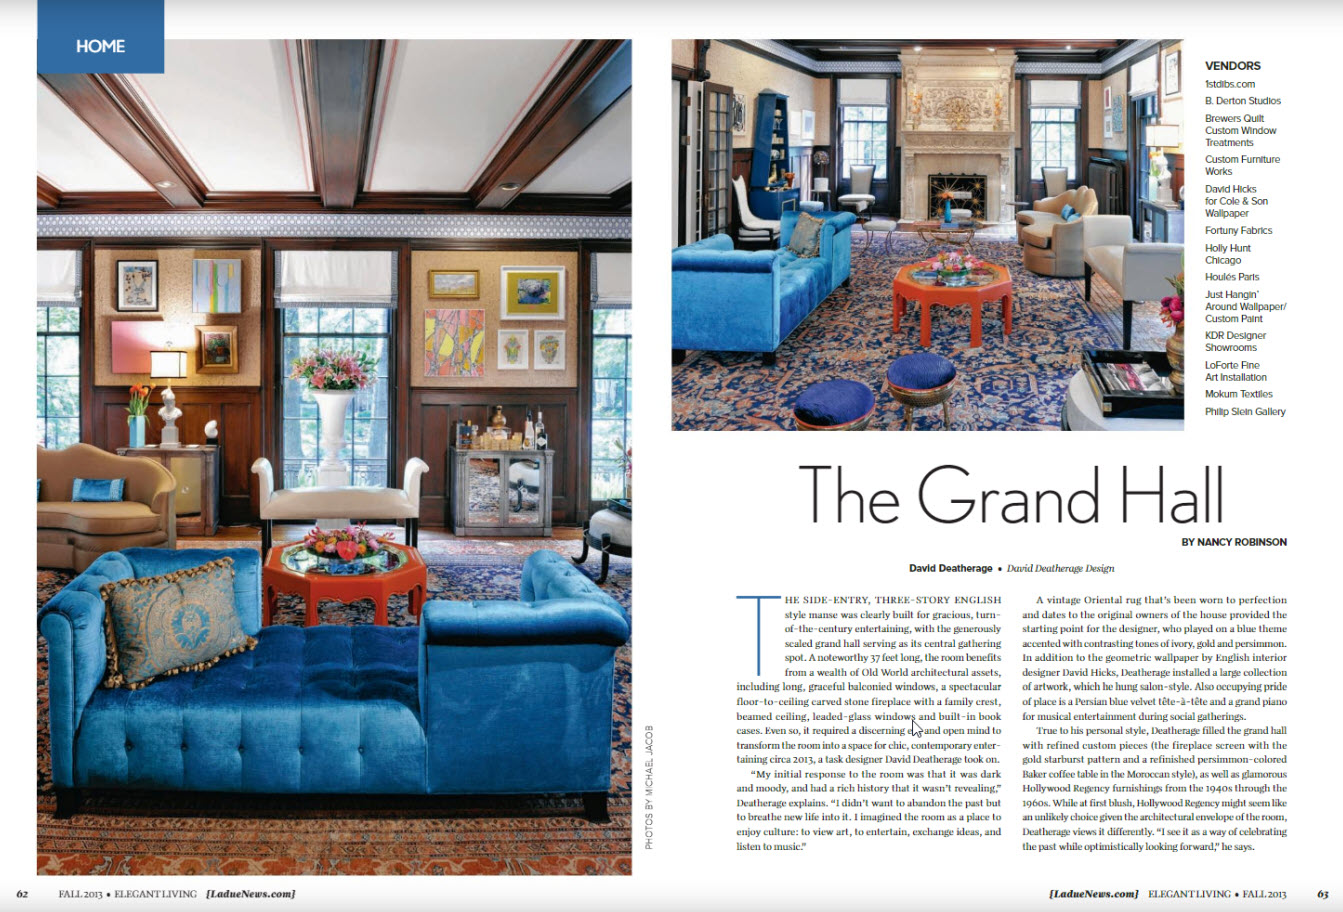 HOME
PHOTOS BY MICHAEL JACOB
62 FALL 2013 • ELEGANT LIVING [LadueNews.com]
VENDORS
1stdibs.com
B. Derton Studios
Brewers Quilt
Custom Window
Treatments
Custom Furniture
Works
David Hicks
for Cole & Son
Wallpaper
Fortuny Fabrics
Holly Hunt
Chicago
Houlés Paris
Just Hangin'
Around Wallpaper/
Custom Paint
KDR Designer
Showrooms
LoForte Fine
Art Installation
Mokum Textiles
Philip Slein Gallery
The Grand Hall
BY NANCY ROBINSON
David Deatherage • David Deatherage Design
THE SIDE-ENTRY, THREE-STORY ENGLISH
style manse was clearly built for gracious, turn-
of-the-century entertaining, with the generously
scaled grand hall serving as its central gathering
spot. A noteworthy 37 feet long, the room benefits
from a wealth of Old World architectural assets,
including long, graceful balconied windows, a spectacular
floor-to-ceiling carved stone fireplace with a family crest,
beamed ceiling, leaded-glass windows and built-in book
cases. Even so, it required a discerning and open mind to
transform the room into a space for chic, contemporary enter-
taining circa 2013, a task designer David Deatherage took on.
“My initial response to the room was that it was dark
and moody, and had a rich history that it wasn’t revealing,”
Deatherage explains. “I didn’t want to abandon the past but
to breathe new life into it. I imagined the room as a place to
enjoy culture: to view art, to entertain, exchange ideas, and
listen to music.”
A vintage Oriental rug that’s been worn to perfection
and dates to the original owners of the house provided the
starting point for the designer, who played on a blue theme
accented with contrasting tones of ivory, gold and persimmon.
In addition to the geometric wallpaper by English interior
designer David Hicks, Deatherage installed a large collection
of artwork, which he hung salon-style. Also occupying pride
of place is a Persian blue velvet tête-à-tête and a grand piano
for musical entertainment during social gatherings.
True to his personal style, Deatherage filled the grand hall
with refined custom pieces (the fireplace screen with the
gold starburst pattern and a refinished persimmon-colored
Baker coffee table in the Moroccan style), as well as glamorous
Hollywood Regency furnishings from the 1940s through the
1960s. While at first blush, Hollywood Regency might seem like
an unlikely choice given the architectural envelope of the room,
Deatherage views it differently. “I see it as a way of celebrating
the past while optimistically looking forward,” he says.
[LadueNews.com] ELEGANT LIVING • FALL 2013 63